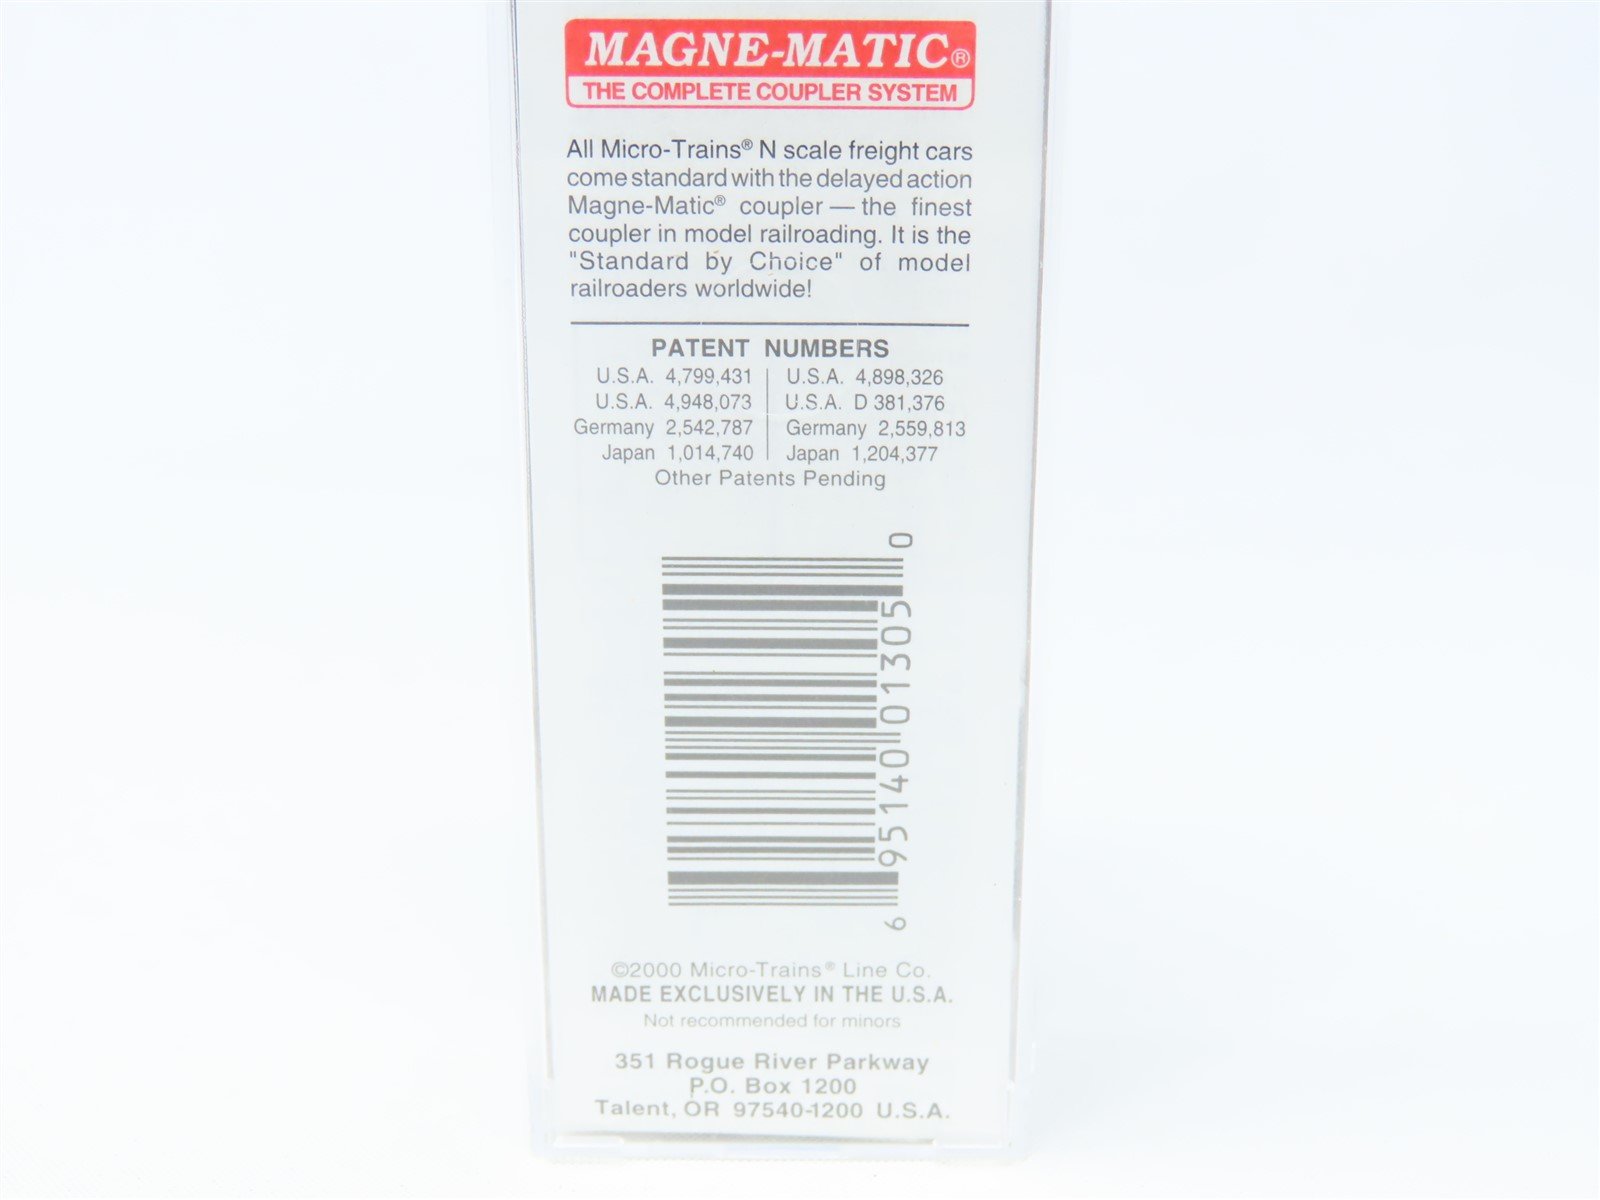 MAGNE-MATIC®
THE COMPLETE COUPLER SYSTEM
All Micro-Trains® N scale freight cars
come standard with the delayed action
Magne-Matic® coupler — the finest
coupler in model railroading. It is the
"Standard by Choice" of model
railroaders worldwide!
PATENT NUMBERS
U.S.A. 4,799,431 | U.S.A. 4,898,326
U.S.A. 4,948,073 | U.S.A. D 381,376
Germany 2,542,787 | Germany 2,559,813
Japan 1,014,740 | Japan 1,204,377
Other Patents Pending
6 95140 01305 0
©2000 Micro-Trains® Line Co.
MADE EXCLUSIVELY IN THE U.S.A.
Not recommended for minors
351 Rogue River Parkway
P.O. Box 1200
Talent, OR 97540-1200 U.S.A.